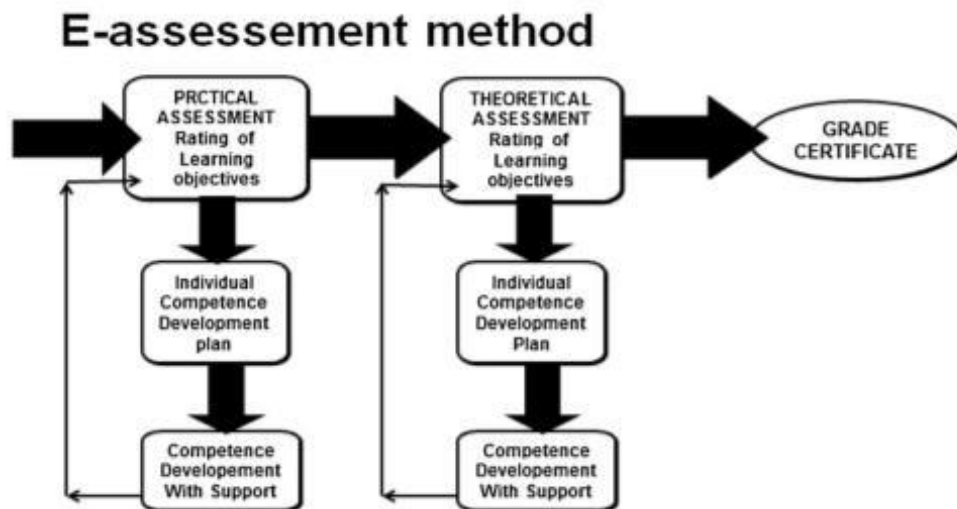 E-assessement method
PRCTICAL
ASSESSMENT
Rating of
Learning
objectives
THEORETICAL
ASSESSMENT
Rating of
Learning
objectives
GRADE
CERTIFICATE
Individual
Competence
Development
plan
Individual
Competence
Development
Plan
Competence
Developement
With Support
Competence
Developement
With Support